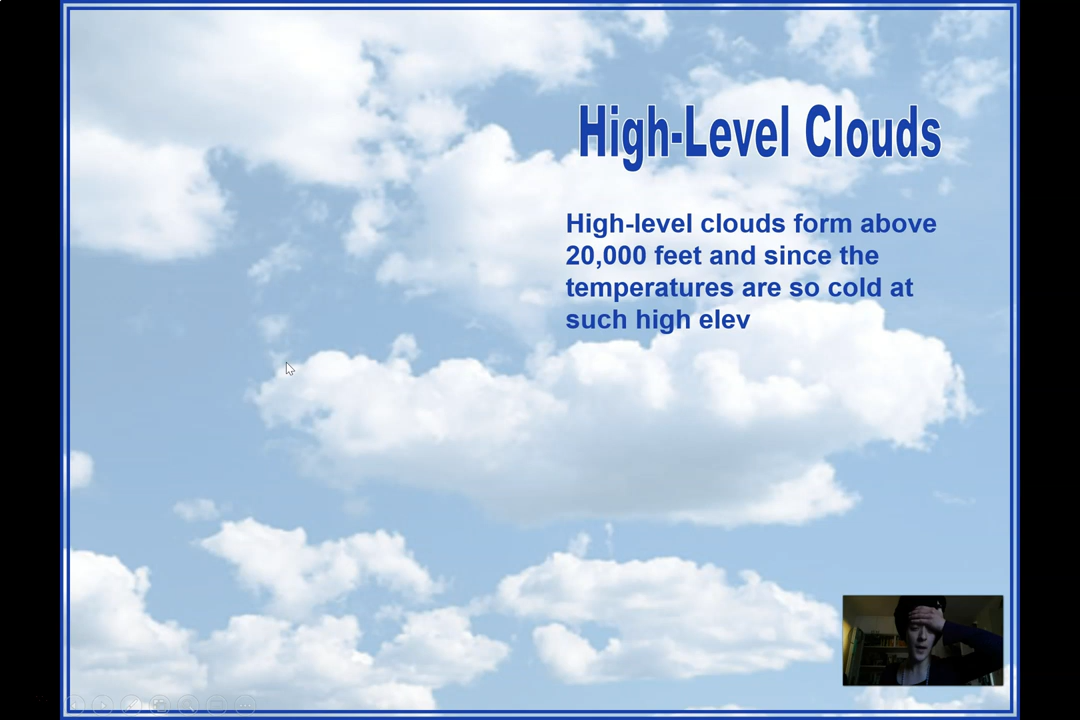 High-Level Clouds
High-level clouds form above
20,000 feet and since the
temperatures are so cold at
such high elev